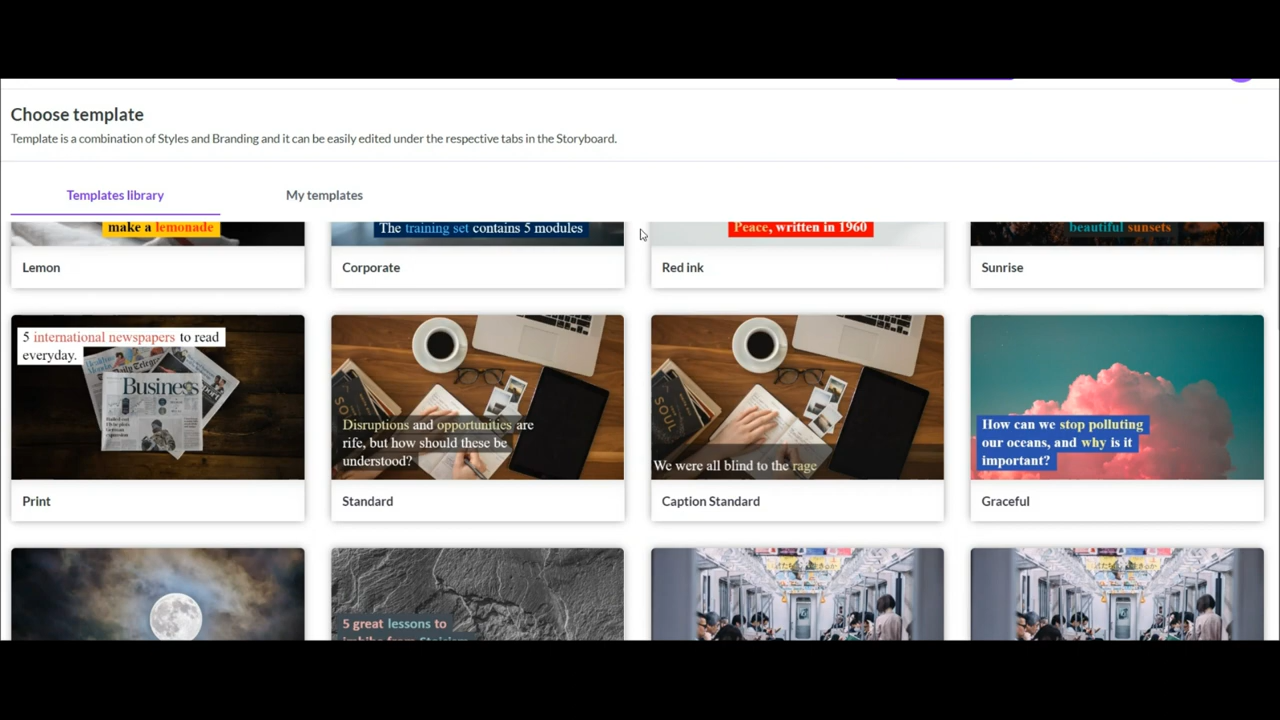 Choose template
Template is a combination of Styles and Branding and it can be easily edited under the respective tabs in the Storyboard.
Templates library
My templates
make a lemonade
The training set contains 5 modules
Peace, written in 1960
beautiful sunsets
Lemon
Corporate
Red ink
Sunrise
5 international newspapers to read
everyday.
Business
Disruptions and opportunities are
rife, but how should these be
understood?
SOUL
We were all blind to the rage
How can we stop polluting
our oceans, and why is it
important?
Print
Standard
Caption Standard
Graceful
5 great lessons to
imbibe from Stoicism